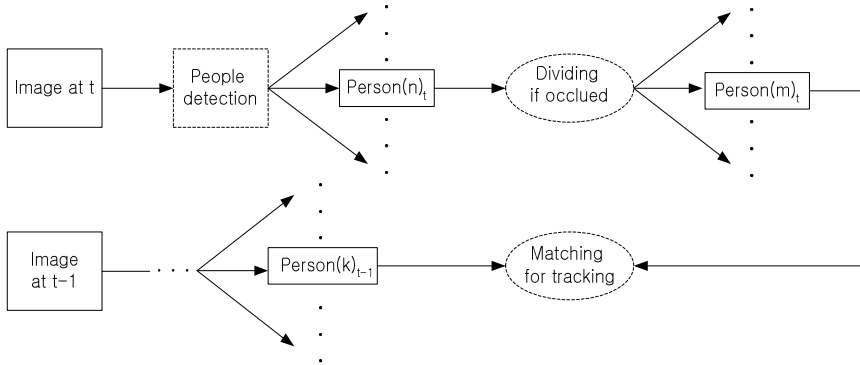 Image at t
People
detection
Person(n)t
Dividing
if occlued
Person(m)t
Image
at t-1
Person(k)t-1
Matching
for tracking